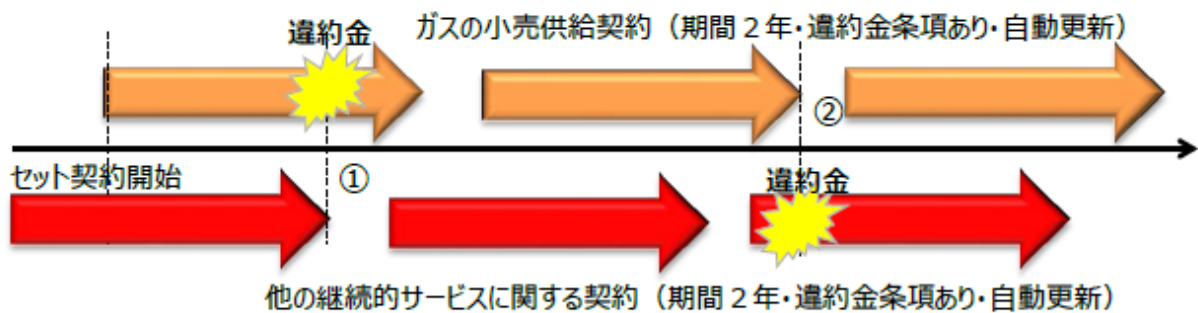 違約金
ガスの小売供給契約（期間２年・違約金条項あり・自動更新）
②
セット契約開始
①
違約金
他の継続的サービスに関する契約（期間２年・違約金条項あり・自動更新）